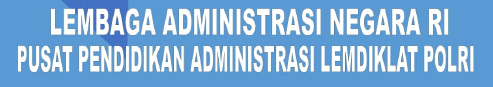 LEMBAGA ADMINISTRASI NEGARA RI
PUSAT PENDIDIKAN ADMINISTRASI LEMDIKLAT POLRI